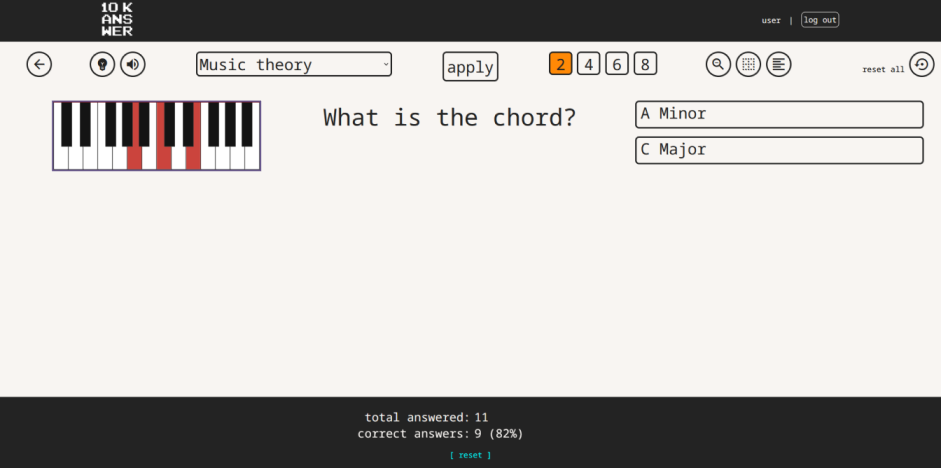 10 K
ANS
WER
user | log out
Music theory
apply
2 4 6 8
reset all
What is the chord?
A Minor
C Major
total answered: 11
correct answers: 9 (82%)
[ reset ]